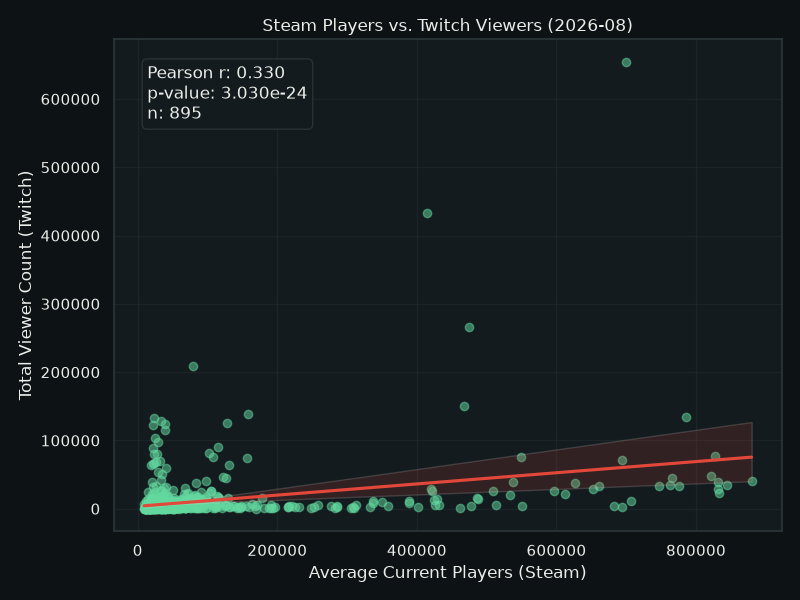 Steam Players vs. Twitch Viewers (2026-08)
Pearson r: 0.330
p-value: 3.030e-24
n: 895
Total Viewer Count (Twitch)
600000
500000
400000
300000
200000
100000
0
0
200000
400000
600000
800000
Average Current Players (Steam)